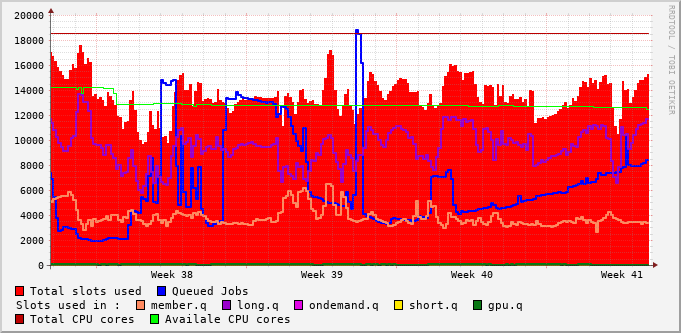 20000
18000
16000
14000
12000
10000
8000
6000
4000
2000
0
Week 38 Week 39 Week 40 Week 41
Total slots used Queued Jobs
Slots used in : member.q long.q ondemand.q short.q gpu.q
Total CPU cores Availale CPU cores
RRDTOOL / TOBI OETIKER